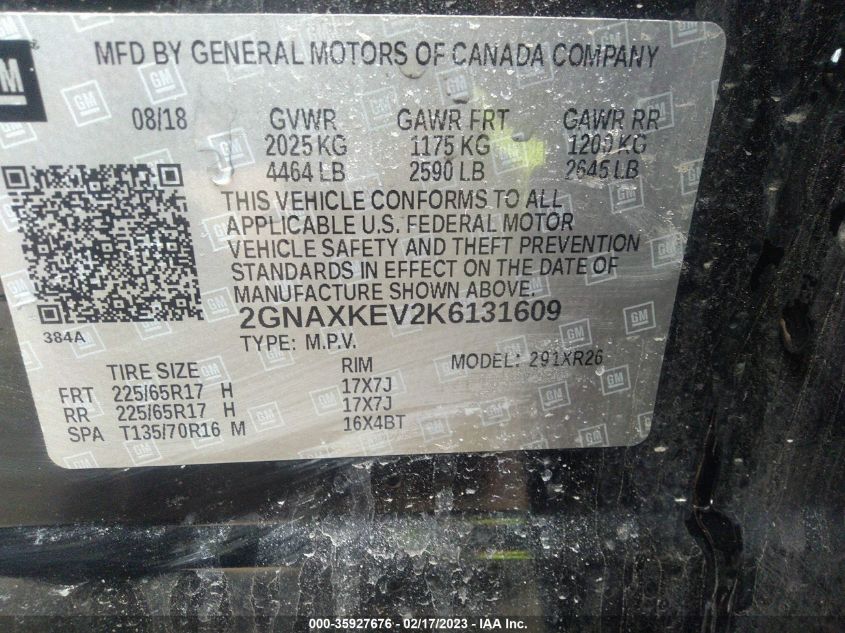 GM
MFD BY GENERAL MOTORS OF CANADA COMPANY
08/18 GVWR GAWR FRT GAWR RR
2025 KG 1175 KG 1200 KG
4464 LB 2590 LB 2645 LB
THIS VEHICLE CONFORMS TO ALL
APPLICABLE U.S. FEDERAL MOTOR
VEHICLE SAFETY AND THEFT PREVENTION
STANDARDS IN EFFECT ON THE DATE OF
MANUFACTURE SHOWN ABOVE.
384A 2GNAXKEV2K6131609
TYPE: M.P.V. MODEL: 291XR26
TIRE SIZE RIM
FRT 225/65R17 H 17X7J
RR 225/65R17 H 17X7J
SPA T135/70R16 M 16X4BT
000-35927676 - 02/17/2023 - IAA Inc.